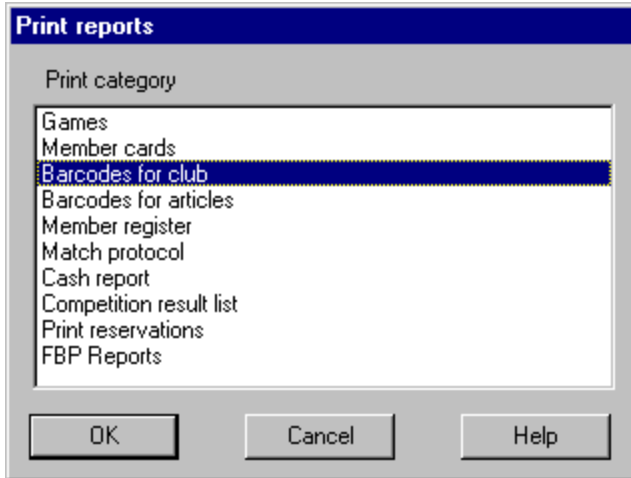 Print reports
Print category
Games
Member cards
Barcodes for club
Barcodes for articles
Member register
Match protocol
Cash report
Competition result list
Print reservations
FBP Reports
OK Cancel Help